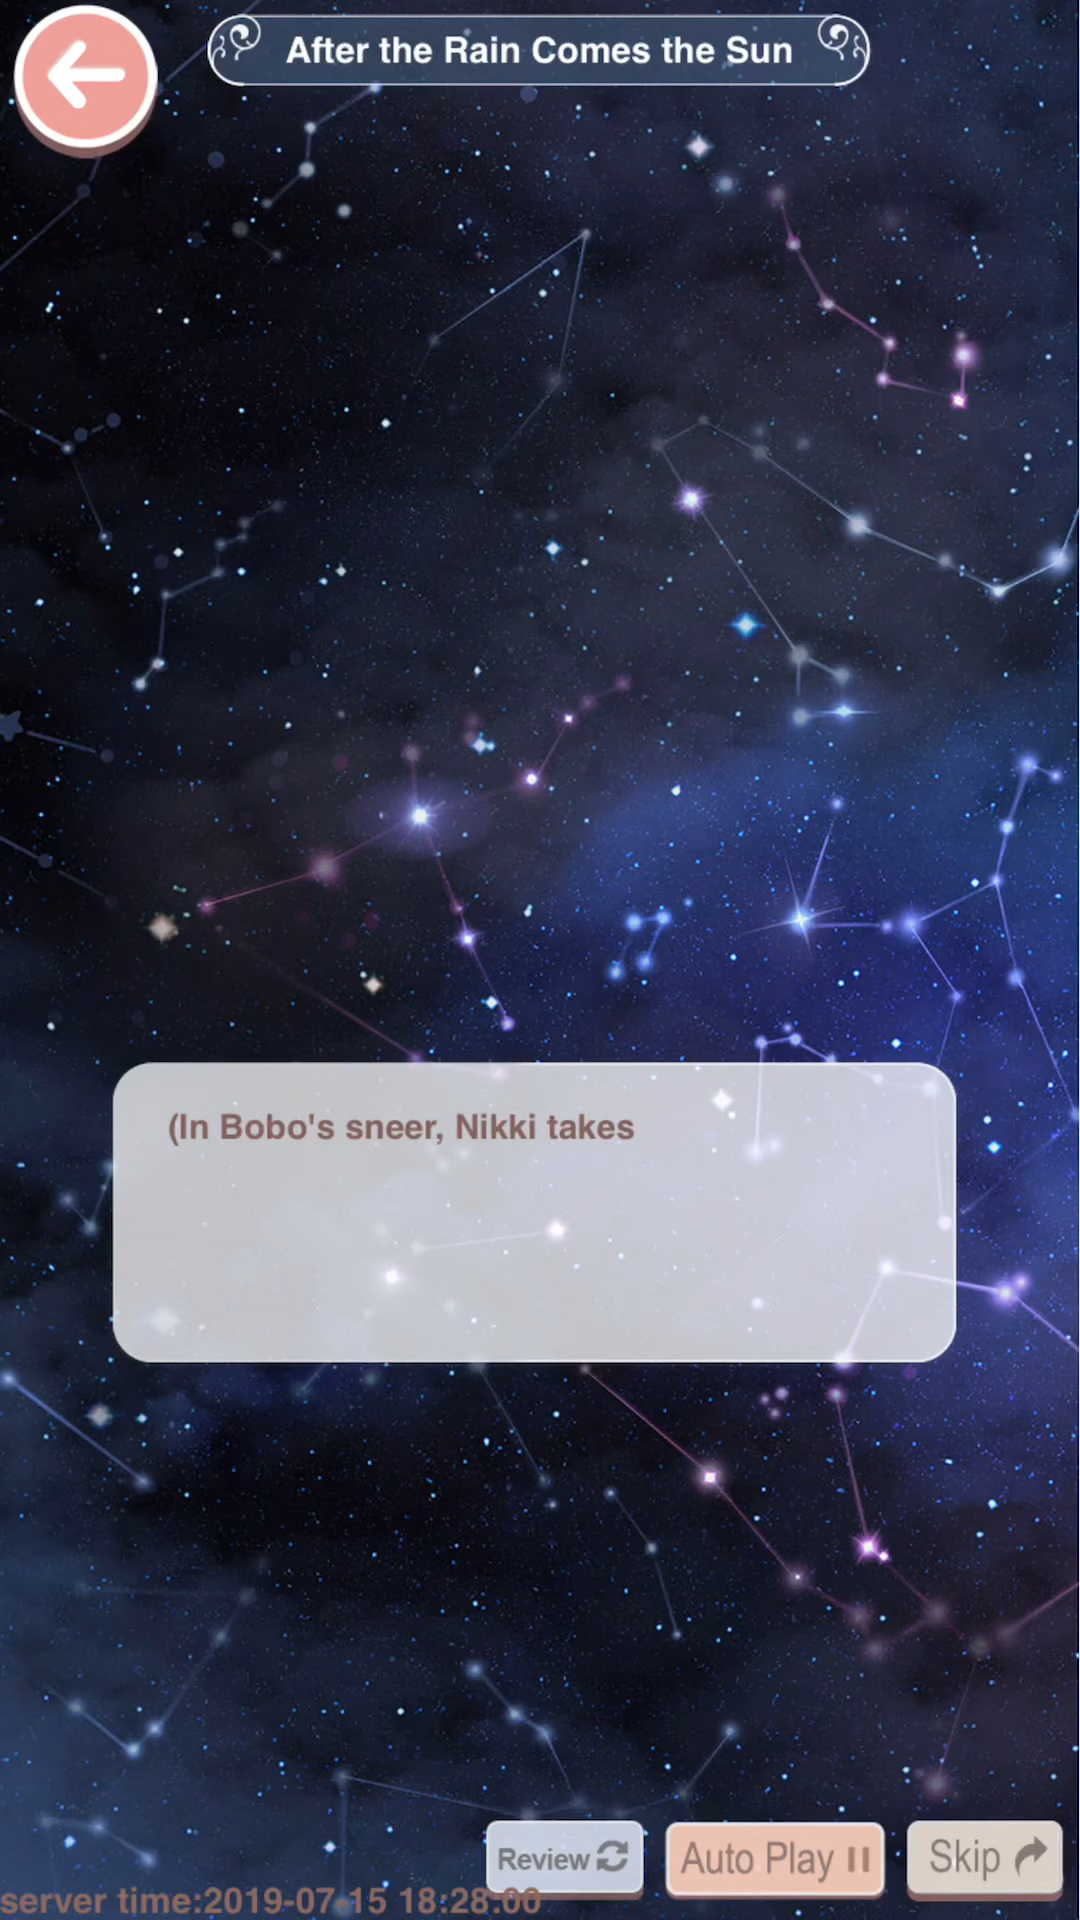 After the Rain Comes the Sun
(In Bobo's sneer, Nikki takes
Review
Auto Play
Skip
server time:2019-07-15 18:28:00